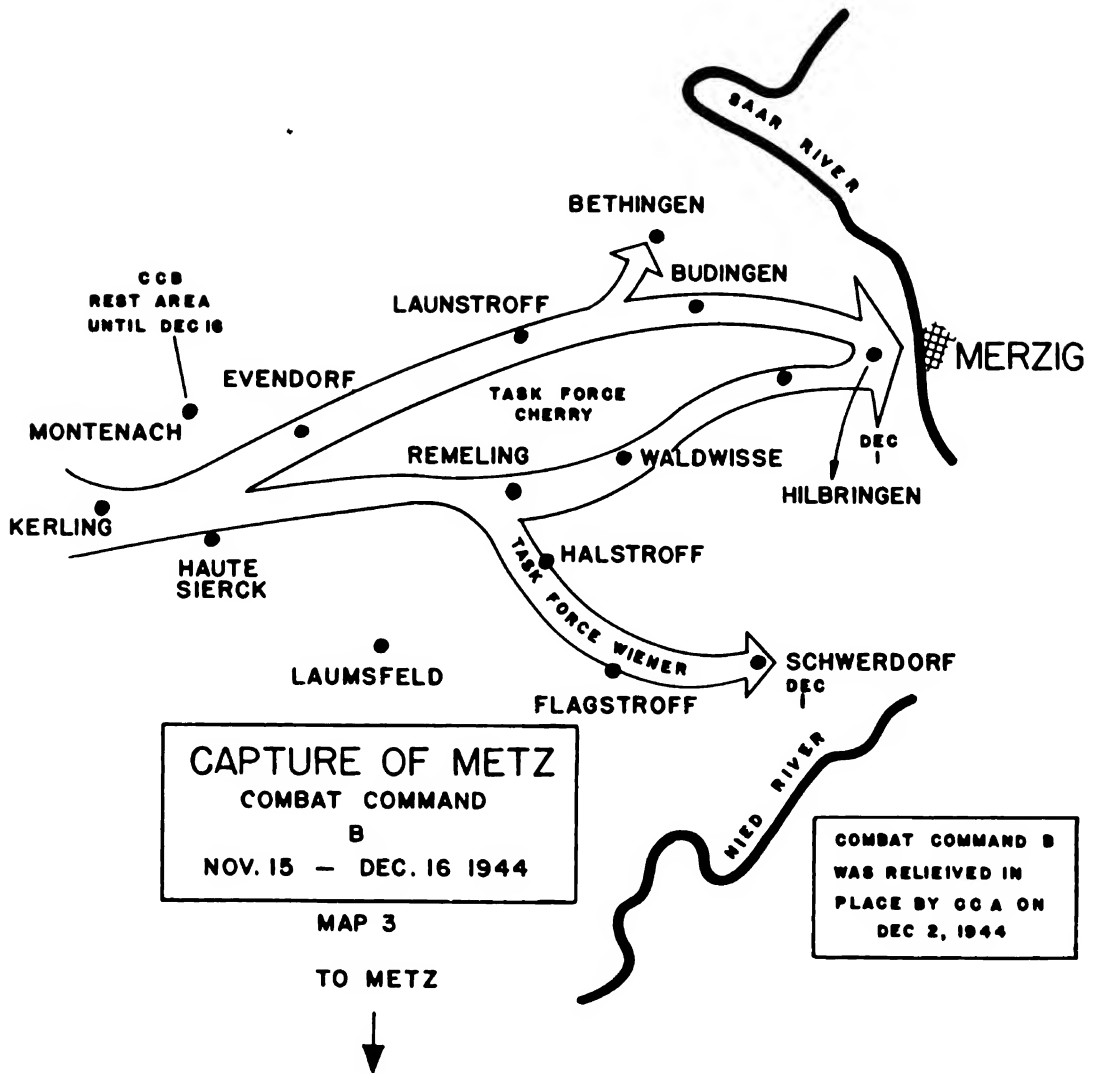 SAAR RIVER
BETHINGEN
CCB
REST AREA
UNTIL DEC 16
BUDINGEN
LAUNSTROFF
MERZIG
EVENDORF
TASK FORCE
CHERRY
MONTENACH
DEC
1
REMELING
WALDWISSE
HILBRINGEN
KERLING
HAUTE
SIERCK
HALSTROFF
TASK FORCE WIENER
SCHWERDORF
DEC
1
LAUMSFELD
FLAGSTROFF
CAPTURE OF METZ
COMBAT COMMAND
B
NOV. 15 — DEC. 16 1944
NIED RIVER
COMBAT COMMAND B
WAS RELIEIVED IN
PLACE BY CC A ON
DEC 2, 1944
MAP 3
TO METZ